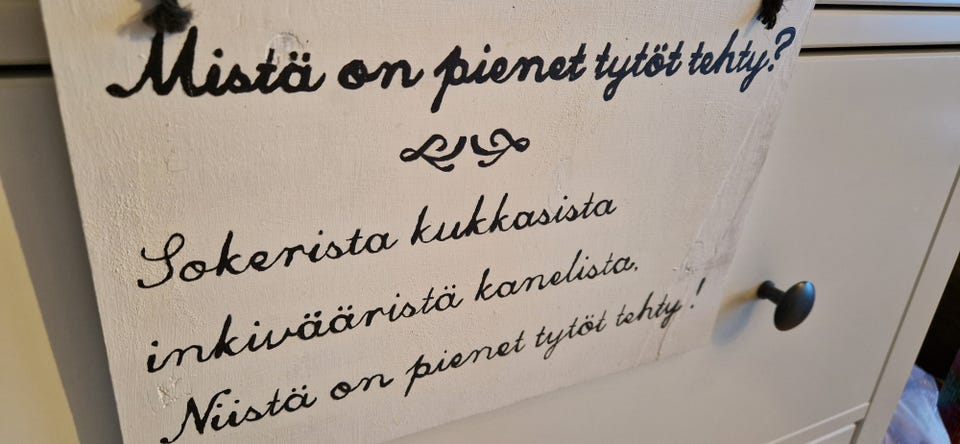 Mistä on pienet tytöt tehty?
Sokerista kukkasista
inkivääristä kanelista.
Niistä on pienet tytöt tehty!